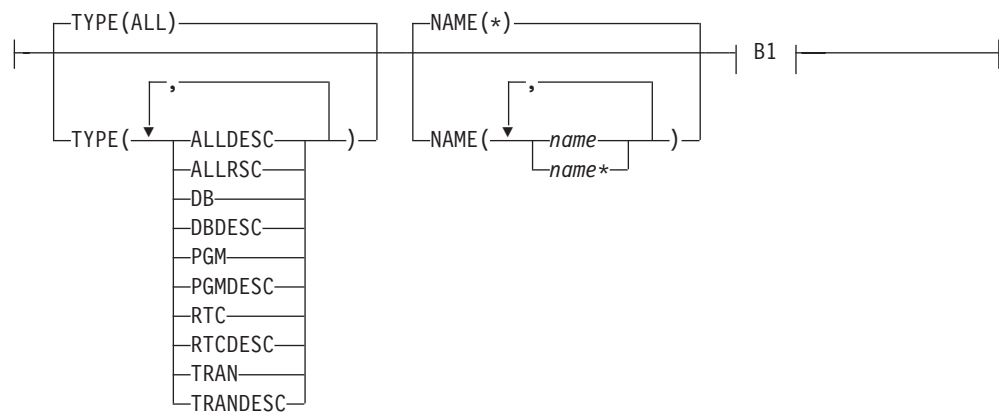 TYPE(ALL) NAME(*)
B1
, ,
TYPE( ALLDESC ) NAME( name )
ALLRSC name*
DB
DBDESC
PGM
PGMDESC
RTC
RTCDESC
TRAN
TRANDESC